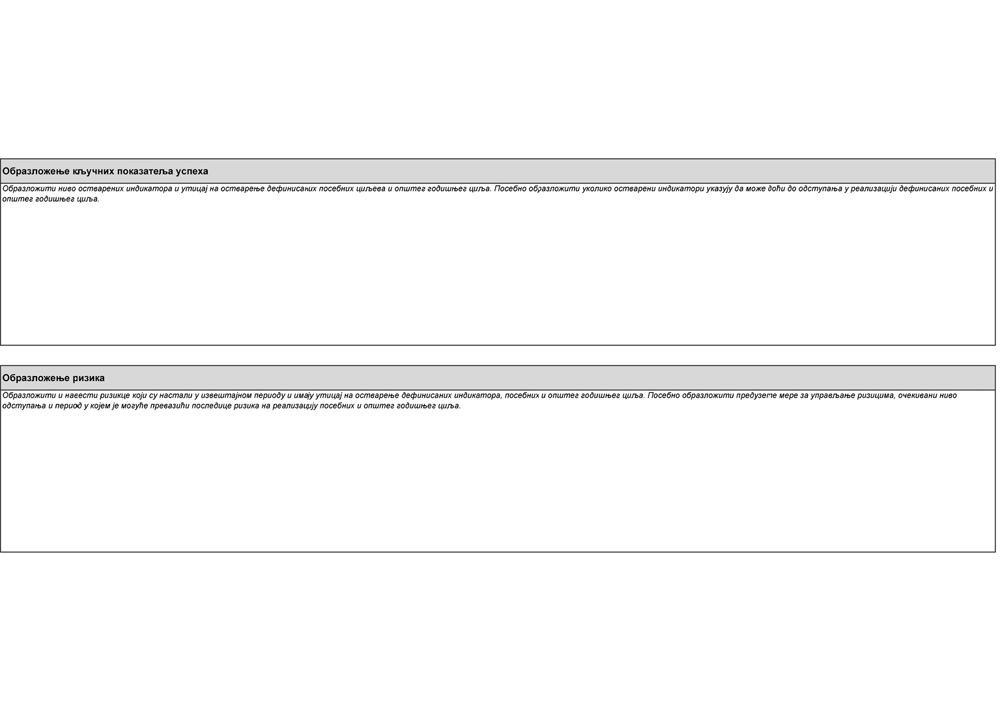 Образложење кључних показатеља успеха
Образложити ниво остварених индикатора и утицај на остварење дефинисаних посебних циљева и општег годишњег циља. Посебно образложити уколико остварени индикатори указују да може доћи до одступања у реализацији дефинисаних посебних и
општег годишњег циља.
Образложење ризика
Образложити и навести ризикце који су настали у извештајном периоду и имају утицај на остварење дефинисаних индикатора, посебних и општег годишњег циља. Посебно образложити предузете мере за управљање ризицима, очекивани ниво
одступања и период у којем је могуће превазићи последице ризика на реализацију посебних и општег годишњег циља.